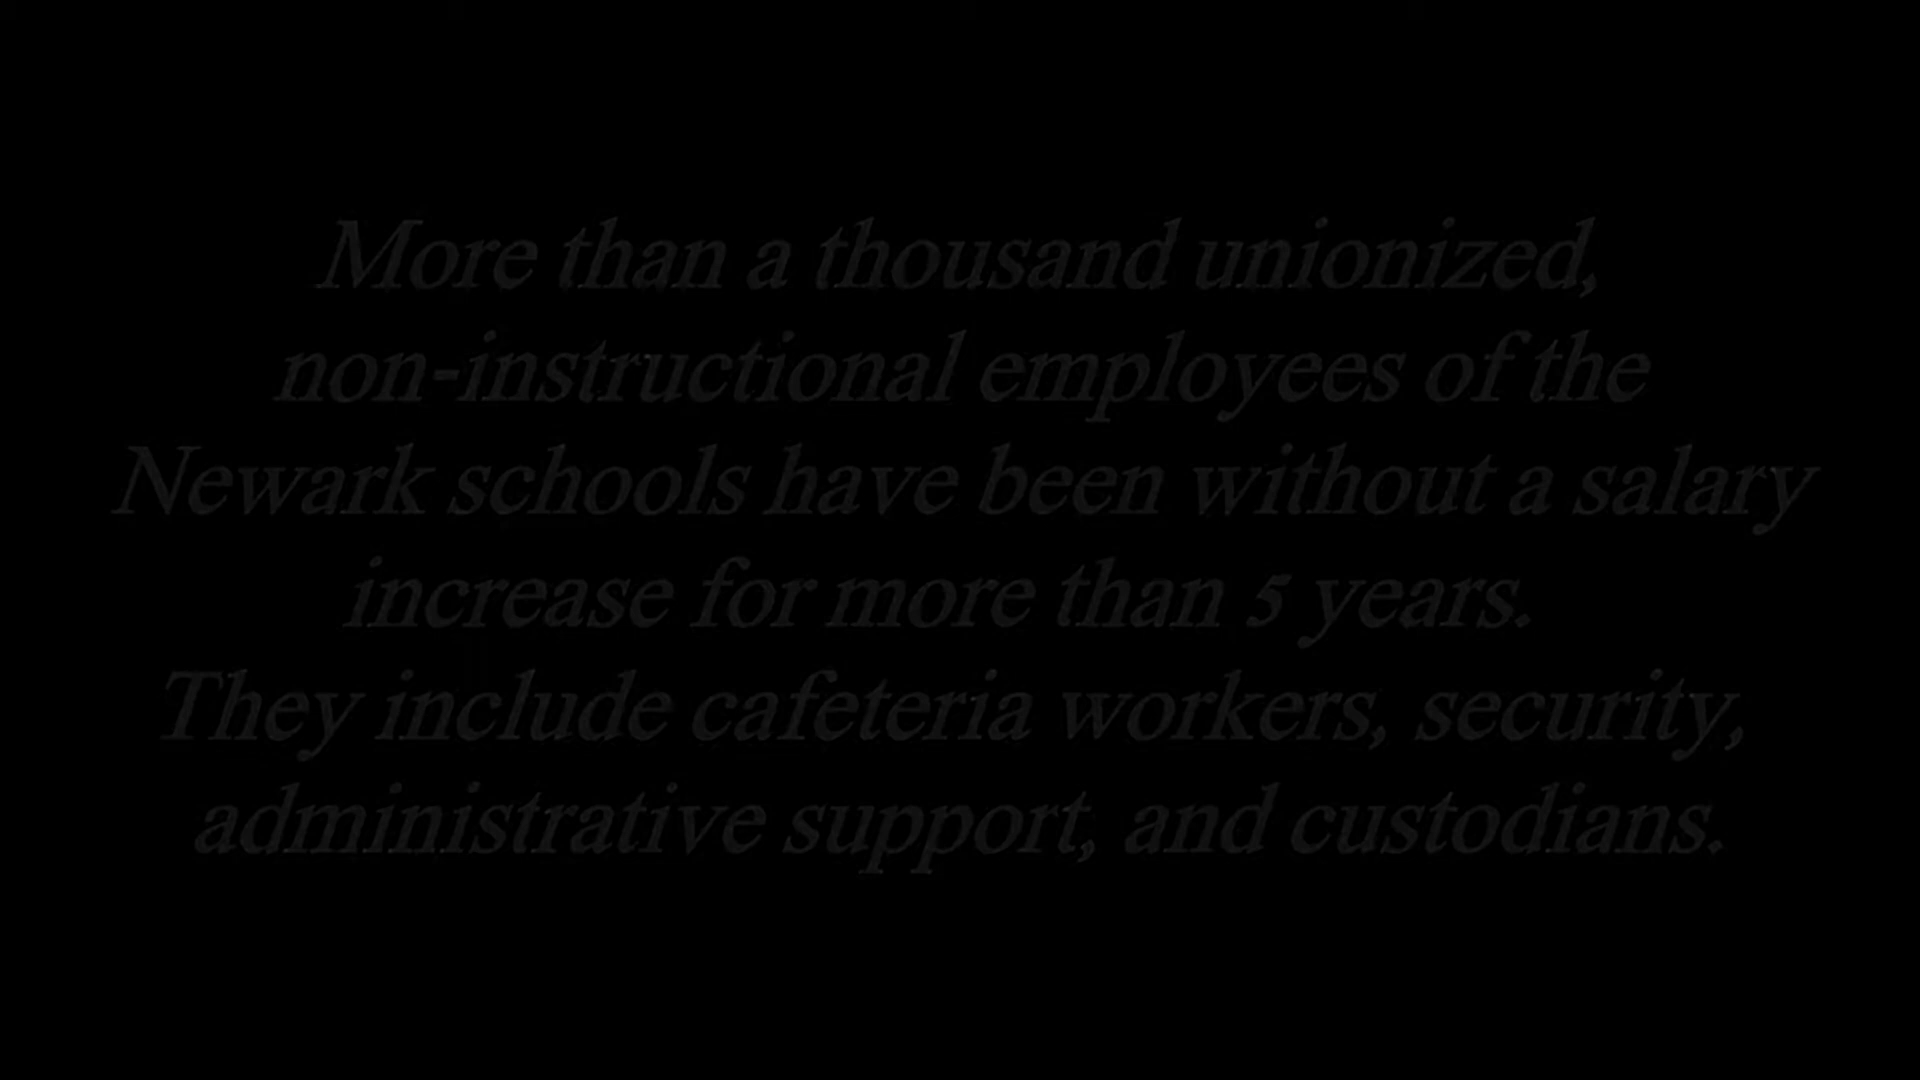 More than a thousand unionized,
non-instructional employees of the
Newark schools have been without a salary
increase for more than 5 years.
They include cafeteria workers, security,
administrative support, and custodians.